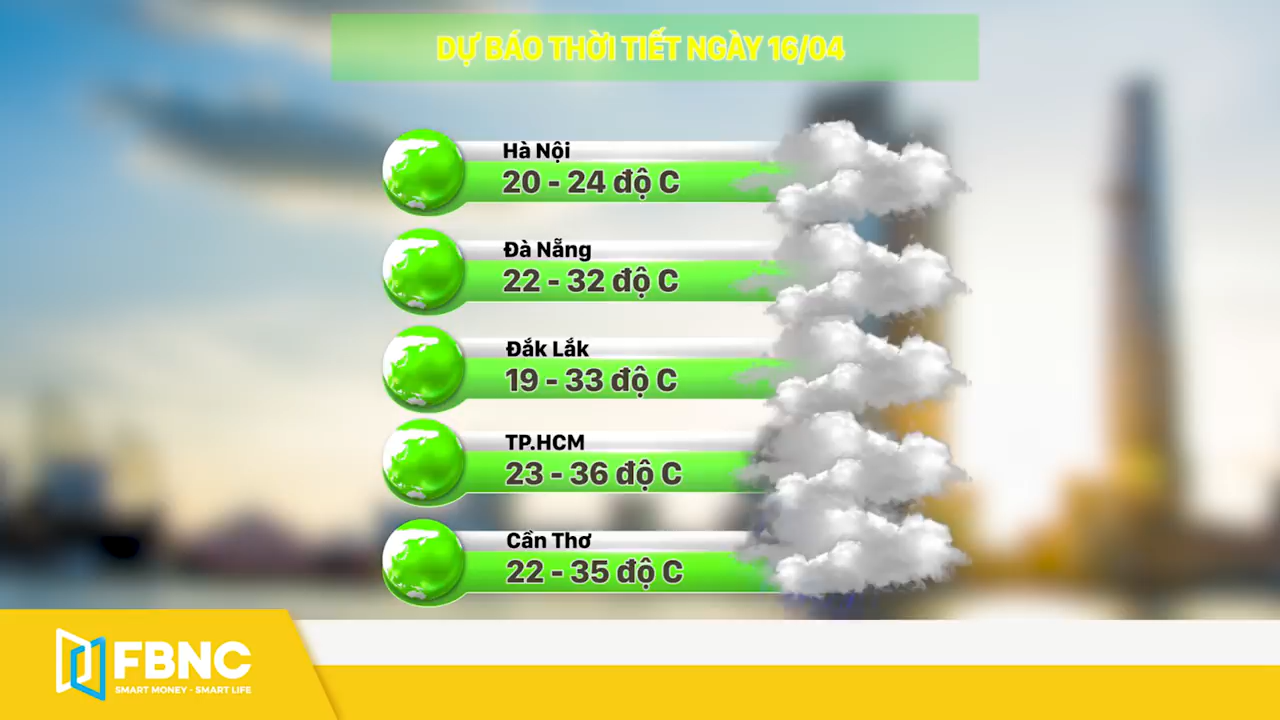 DỰ BÁO THỜI TIẾT NGÀY 16/04
Hà Nội
20 - 24 độ C
Đà Nẵng
22 - 32 độ C
Đắk Lắk
19 - 33 độ C
TP.HCM
23 - 36 độ C
Cần Thơ
22 - 35 độ C
FBNC
SMART MONEY - SMART LIFE